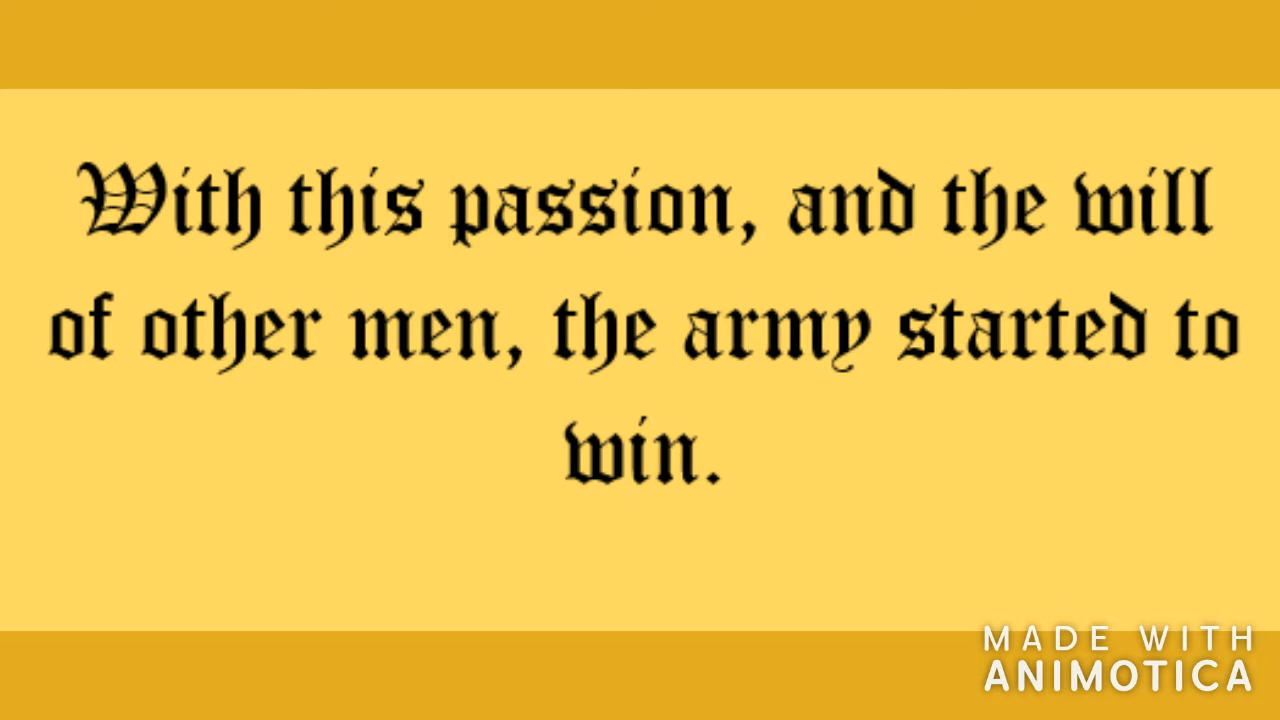 With this passion, and the will
of other men, the army started to
win.
MADE WITH
ANIMOTICA